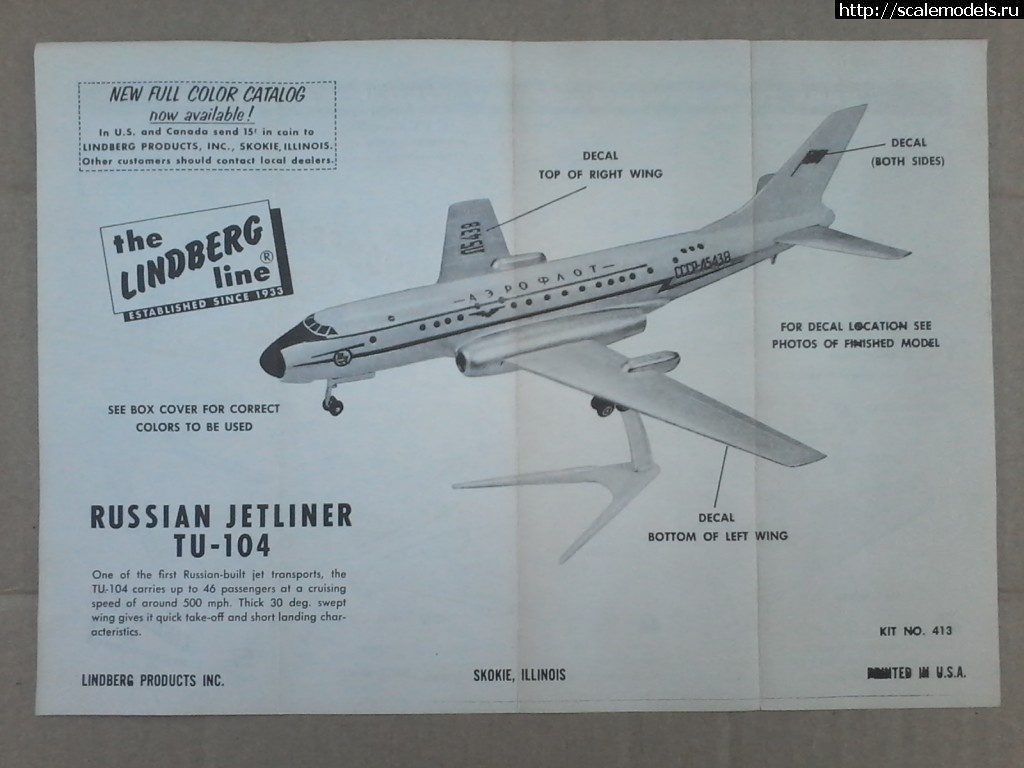 http://scalemodels.ru
NEW FULL COLOR CATALOG
now available!
In U.S. and Canada send 15¢ in coin to
LINDBERG PRODUCTS, INC., SKOKIE, ILLINOIS.
Other customers should contact local dealers.
the
LINDBERG
line®
ESTABLISHED SINCE 1933
DECAL
TOP OF RIGHT WING
DECAL
(BOTH SIDES)
Л5438
—АЭРОФЛОТ—
СССР-Л5438
FOR DECAL LOCATION SEE
PHOTOS OF FINISHED MODEL
SEE BOX COVER FOR CORRECT
COLORS TO BE USED
DECAL
BOTTOM OF LEFT WING
RUSSIAN JETLINER
TU-104
One of the first Russian-built jet transports, the
TU-104 carries up to 46 passengers at a cruising
speed of around 500 mph. Thick 30 deg. swept
wing gives it quick take-off and short landing char-
acteristics.
KIT NO. 413
LINDBERG PRODUCTS INC.
SKOKIE, ILLINOIS
PRINTED IN U.S.A.